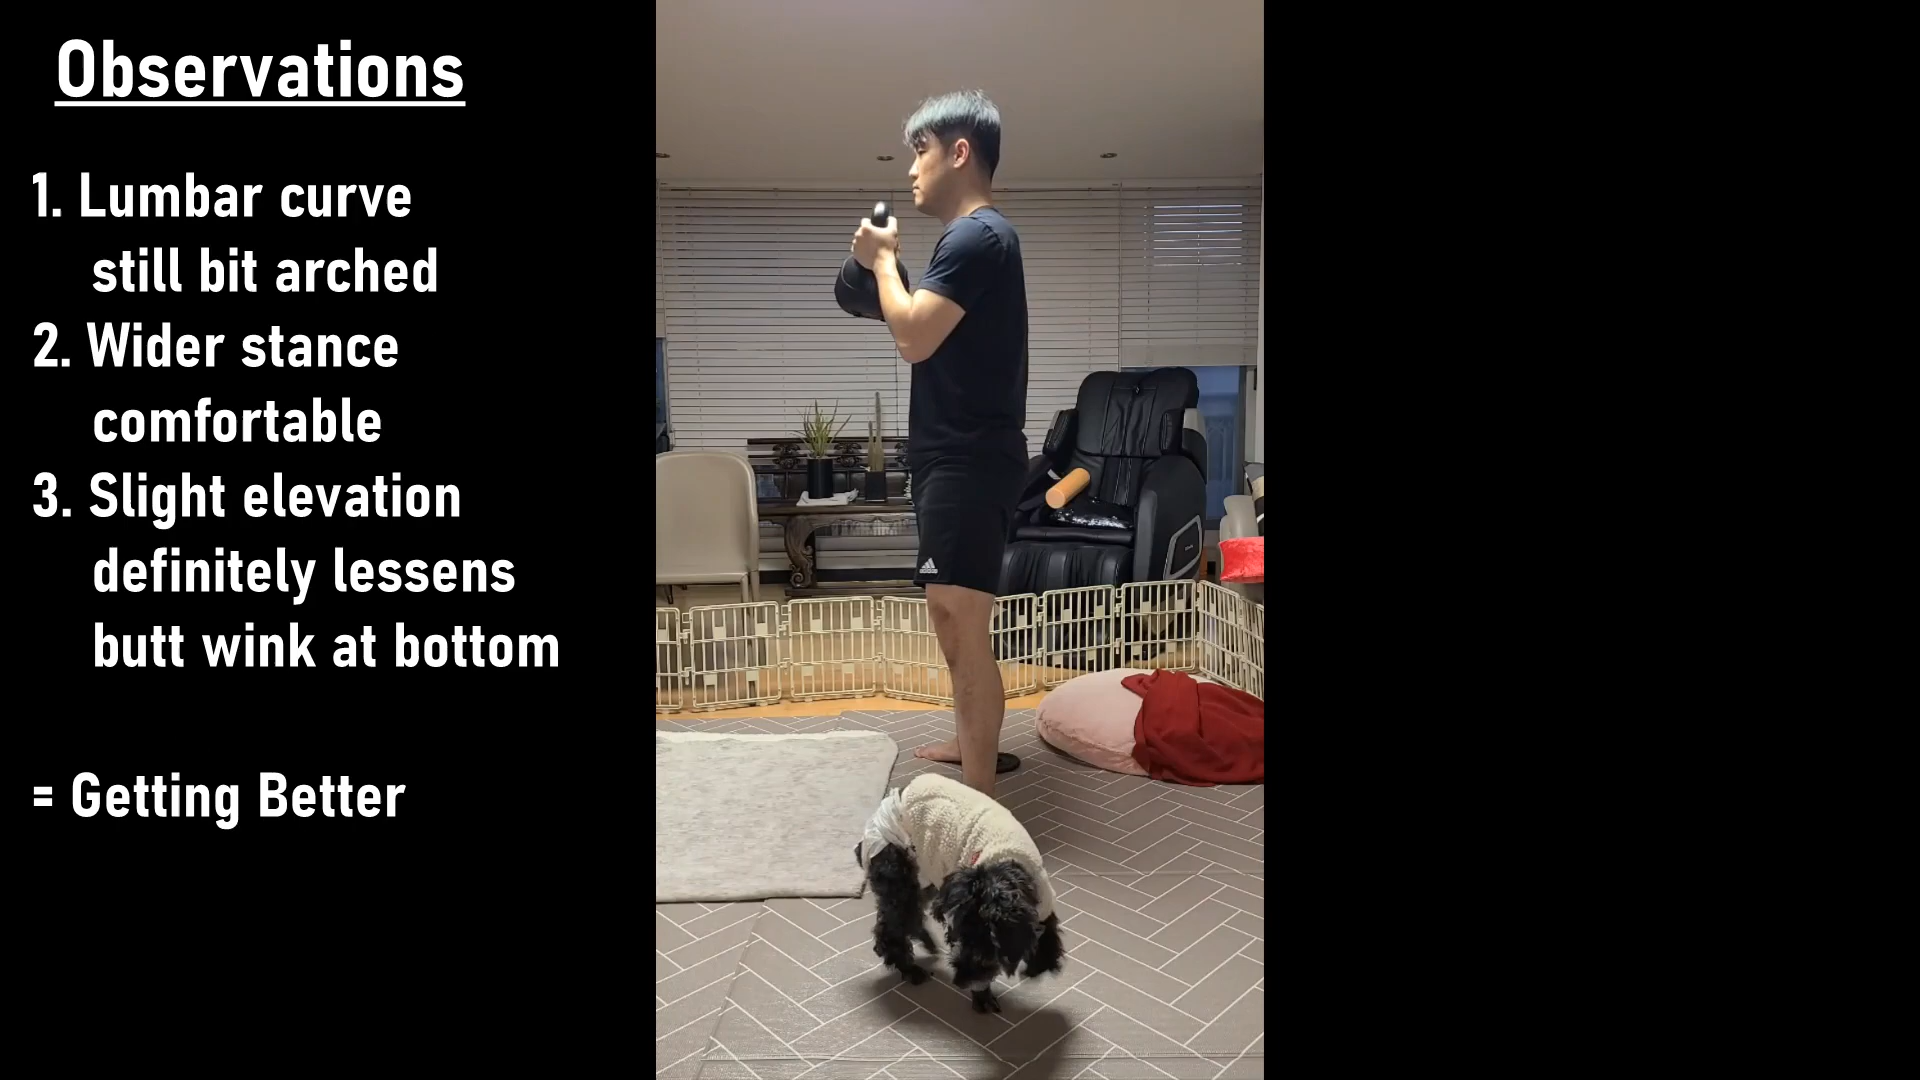 Observations
1. Lumbar curve
still bit arched
2. Wider stance
comfortable
3. Slight elevation
definitely lessens
butt wink at bottom
= Getting Better
adidas